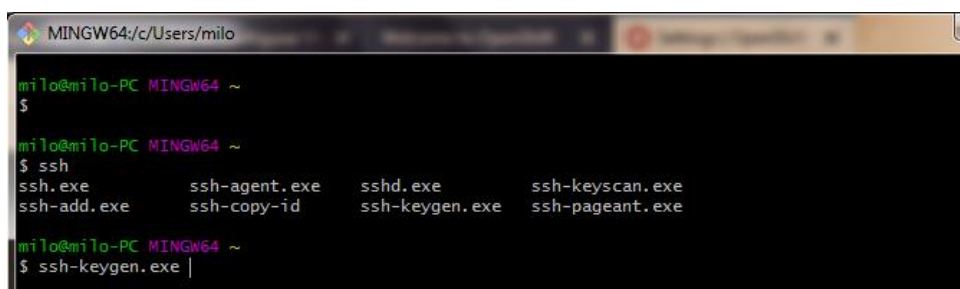 MINGW64:/c/Users/milo
milo@milo-PC MINGW64 ~
$
milo@milo-PC MINGW64 ~
$ ssh
ssh.exe ssh-agent.exe sshd.exe ssh-keyscan.exe
ssh-add.exe ssh-copy-id ssh-keygen.exe ssh-pageant.exe
milo@milo-PC MINGW64 ~
$ ssh-keygen.exe